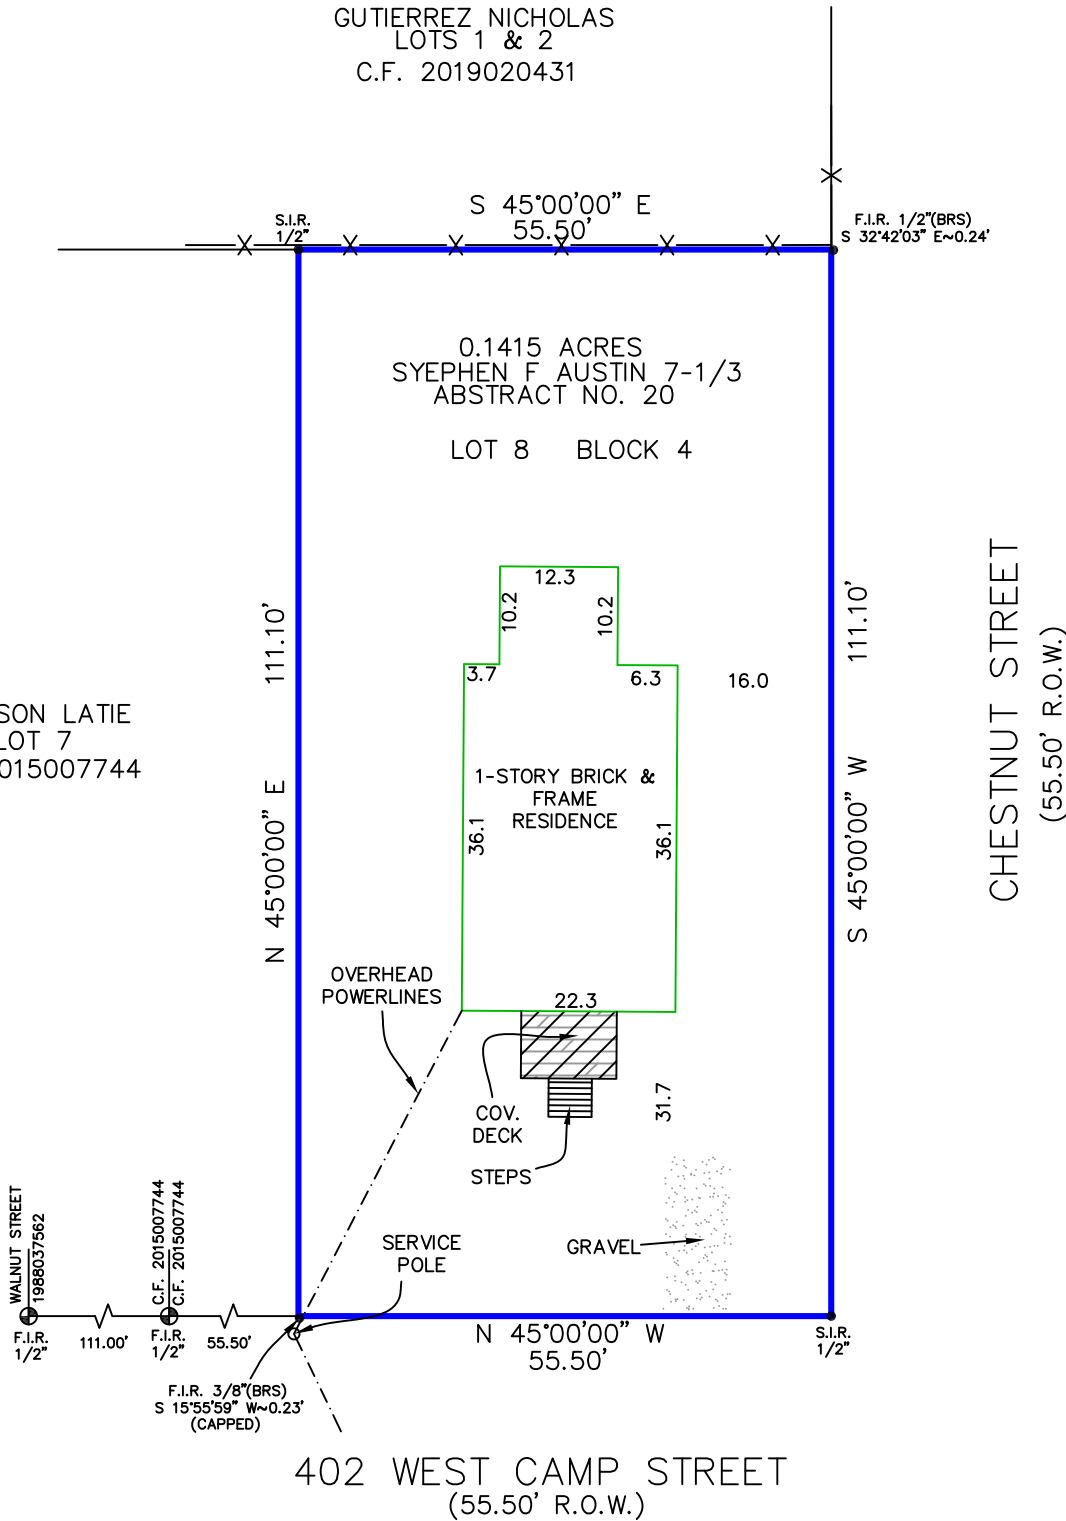 GUTIERREZ NICHOLAS
LOTS 1 & 2
C.F. 2019020431
S 45°00'00" E
55.50'
S.I.R.
1/2"
F.I.R. 1/2"(BRS)
S 32°42'03" E~0.24'
0.1415 ACRES
SYEPHEN F AUSTIN 7-1/3
ABSTRACT NO. 20
LOT 8 BLOCK 4
111.10'
N 45°00'00" E
12.3
10.2
10.2
3.7
6.3
16.0
111.10'
S 45°00'00" W
CHESTNUT STREET
(55.50' R.O.W.)
SON LATIE
LOT 7
015007744
1-STORY BRICK &
FRAME
RESIDENCE
36.1
36.1
22.3
OVERHEAD
POWERLINES
COV.
DECK
STEPS
31.7
GRAVEL
SERVICE
POLE
WALNUT STREET
1988037562
C.F. 2015007744
C.F. 2015007744
F.I.R.
1/2"
111.00'
F.I.R.
1/2"
55.50'
N 45°00'00" W
55.50'
S.I.R.
1/2"
F.I.R. 3/8"(BRS)
S 15°55'59" W~0.23'
(CAPPED)
402 WEST CAMP STREET
(55.50' R.O.W.)